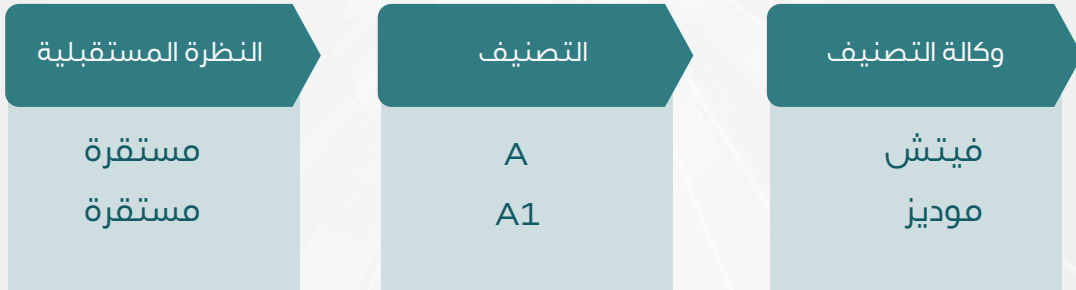 وكالة التصنيف
التصنيف
النظرة المستقبلية
فيتش
A
مستقرة
موديز
A1
مستقرة